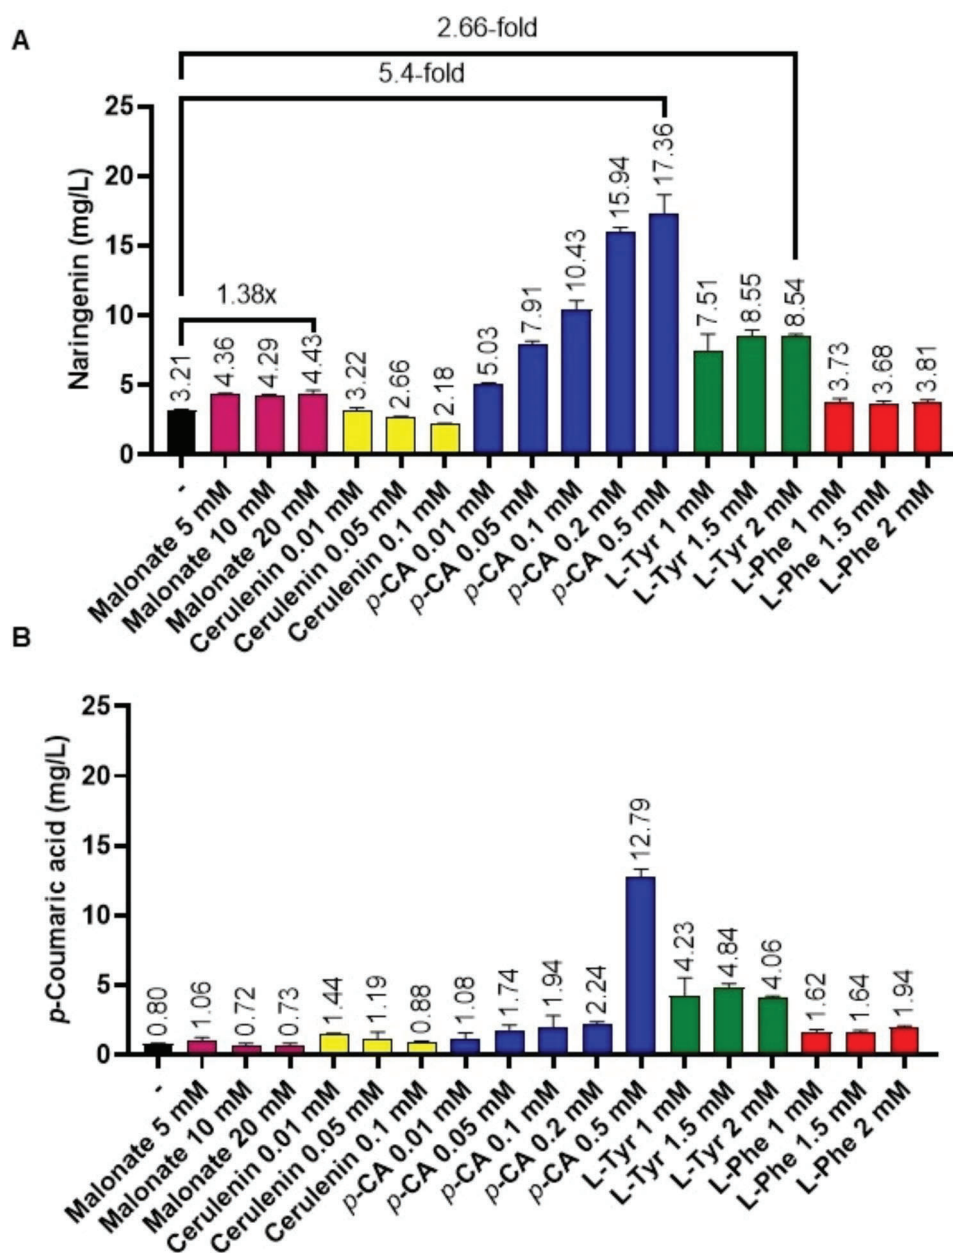 A
2.66-fold
5.4-fold
1.38x
Naringenin (mg/L)
25
20
15
10
5
0
3.21
4.36
4.29
4.43
3.22
2.66
2.18
5.03
7.91
10.43
15.94
17.36
7.51
8.55
8.54
3.73
3.68
3.81
-
Malonate 5 mM
Malonate 10 mM
Malonate 20 mM
Cerulenin 0.01 mM
Cerulenin 0.05 mM
Cerulenin 0.1 mM
p-CA 0.01 mM
p-CA 0.05 mM
p-CA 0.1 mM
p-CA 0.2 mM
p-CA 0.5 mM
L-Tyr 1 mM
L-Tyr 1.5 mM
L-Tyr 2 mM
L-Phe 1 mM
L-Phe 1.5 mM
L-Phe 2 mM
B
p-Coumaric acid (mg/L)
25
20
15
10
5
0
0.80
1.06
0.72
0.73
1.44
1.19
0.88
1.08
1.74
1.94
2.24
12.79
4.23
4.84
4.06
1.62
1.64
1.94
-
Malonate 5 mM
Malonate 10 mM
Malonate 20 mM
Cerulenin 0.01 mM
Cerulenin 0.05 mM
Cerulenin 0.1 mM
p-CA 0.01 mM
p-CA 0.05 mM
p-CA 0.1 mM
p-CA 0.2 mM
p-CA 0.5 mM
L-Tyr 1 mM
L-Tyr 1.5 mM
L-Tyr 2 mM
L-Phe 1 mM
L-Phe 1.5 mM
L-Phe 2 mM